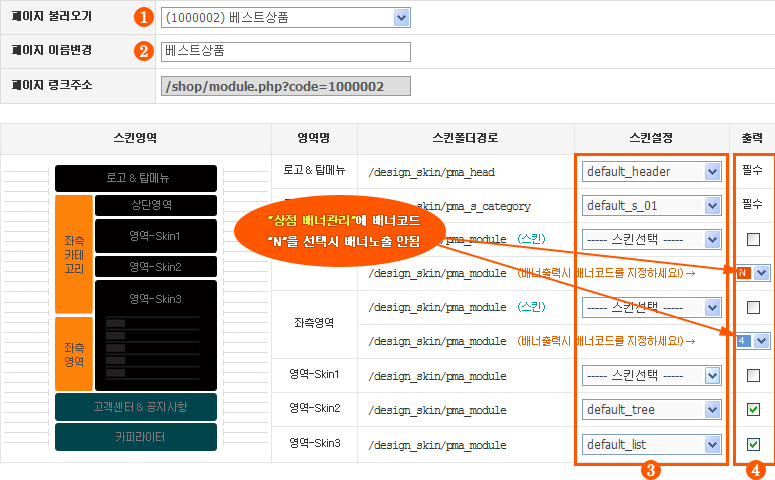 페이지 불러오기 1 (1000002) 베스트상품
페이지 이름변경 2 베스트상품
페이지 링크주소 /shop/module.php?code=1000002
스킨영역 영역명 스킨폴더경로 스킨설정 출력
로고 & 탑메뉴
상단영역
좌측
카테
고리
영역-Skin1
영역-Skin2
영역-Skin3
좌측
영역
고객센터 & 공지사항
카피라이터
로고 & 탑메뉴 /design_skin/pma_head default_header 필수
/design_skin/pma_s_category default_s_01 필수
"상점 배너관리"에 배너코드
"N"을 선택시 배너노출 안됨
/pma_module (스킨) ----- 스킨선택 -----
/pma_module (배너출력시 배너코드를 지정하세요!)→ N
좌측영역
/design_skin/pma_module (스킨) ----- 스킨선택 -----
/design_skin/pma_module (배너출력시 배너코드를 지정하세요!)→ 4
영역-Skin1 /design_skin/pma_module ----- 스킨선택 -----
영역-Skin2 /design_skin/pma_module default_tree
영역-Skin3 /design_skin/pma_module default_list
3 4